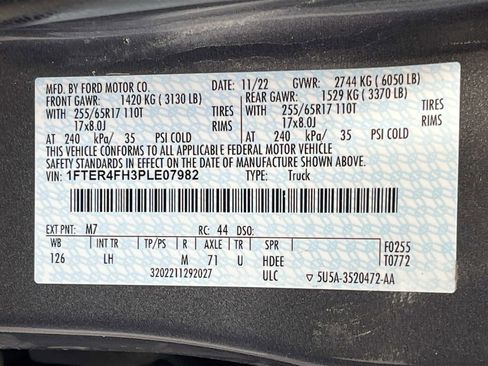 MFD. BY FORD MOTOR CO.
DATE: 11/22 GVWR: 2744 KG ( 6050 LB)
FRONT GAWR: 1420 KG ( 3130 LB) REAR GAWR: 1529 KG ( 3370 LB)
255/65R17 110T TIRES 255/65R17 110T TIRES
17x8.0J RIMS 17x8.0J RIMS
AT 240 kPa/ 35 PSI COLD AT 240 kPa/ 35 PSI COLD
THIS VEHICLE CONFORMS TO ALL APPLICABLE FEDERAL MOTOR VEHICLE
SAFETY STANDARDS IN EFFECT ON THE DATE OF MANUFACTURE SHOWN ABOVE.
VIN: 1FTER4FH3PLE07982 TYPE: Truck
EXT PNT: M7 RC: 44 DSO:
WB INT TR TP/PS R AXLE TR SPR F0255
126 LH M 71 U HDEE T0772
3202211292027 ULC 5U5A-3520472-AA